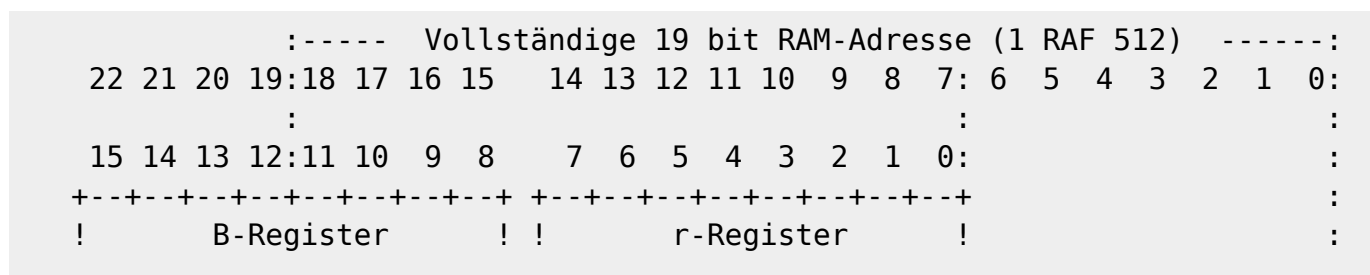 :----- Vollständige 19 bit RAM-Adresse (1 RAF 512) ------:
22 21 20 19:18 17 16 15 14 13 12 11 10 9 8 7: 6 5 4 3 2 1 0:
: : :
15 14 13 12:11 10 9 8 7 6 5 4 3 2 1 0: :
+--+--+--+--+--+--+--+--+ +--+--+--+--+--+--+--+--+ :
! B-Register ! ! r-Register ! :